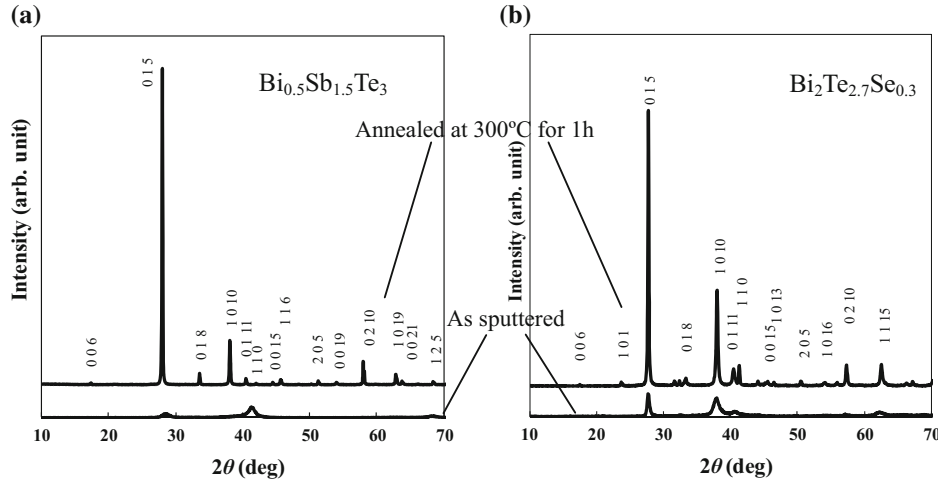 (a)
(b)
Bi0.5Sb1.5Te3
Bi2Te2.7Se0.3
Annealed at 300ºC for 1h
As sputtered
Intensity (arb. unit)
0 0 6
0 1 5
0 1 8
1 0 10
0 1 11
1 1 0
0 0 15
1 1 6
2 0 5
0 0 19
0 2 10
1 0 19
0 0 21
1 2 5
10 20 30 40 50 60 70
2θ (deg)
Intensity (arb. unit)
0 0 6
1 0 1
0 1 5
0 1 8
1 0 10
0 1 11
1 1 0
0 0 15
1 0 13
2 0 5
1 0 16
0 2 10
1 1 15
10 20 30 40 50 60 70
2θ (deg)